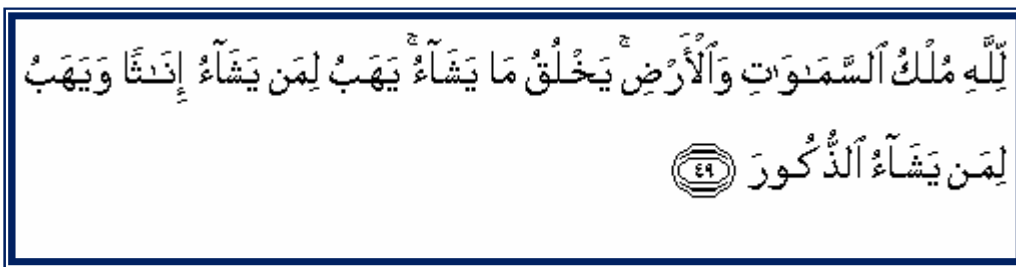 لِّلَّهِ مُلْكُ ٱلسَّمَـٰوَٰتِ وَٱلْأَرْضِ ۚ يَخْلُقُ مَا يَشَآءُ ۚ يَهَبُ لِمَن يَشَآءُ إِنَـٰثًا وَيَهَبُ
لِمَن يَشَآءُ ٱلذُّكُورَ ٤٩